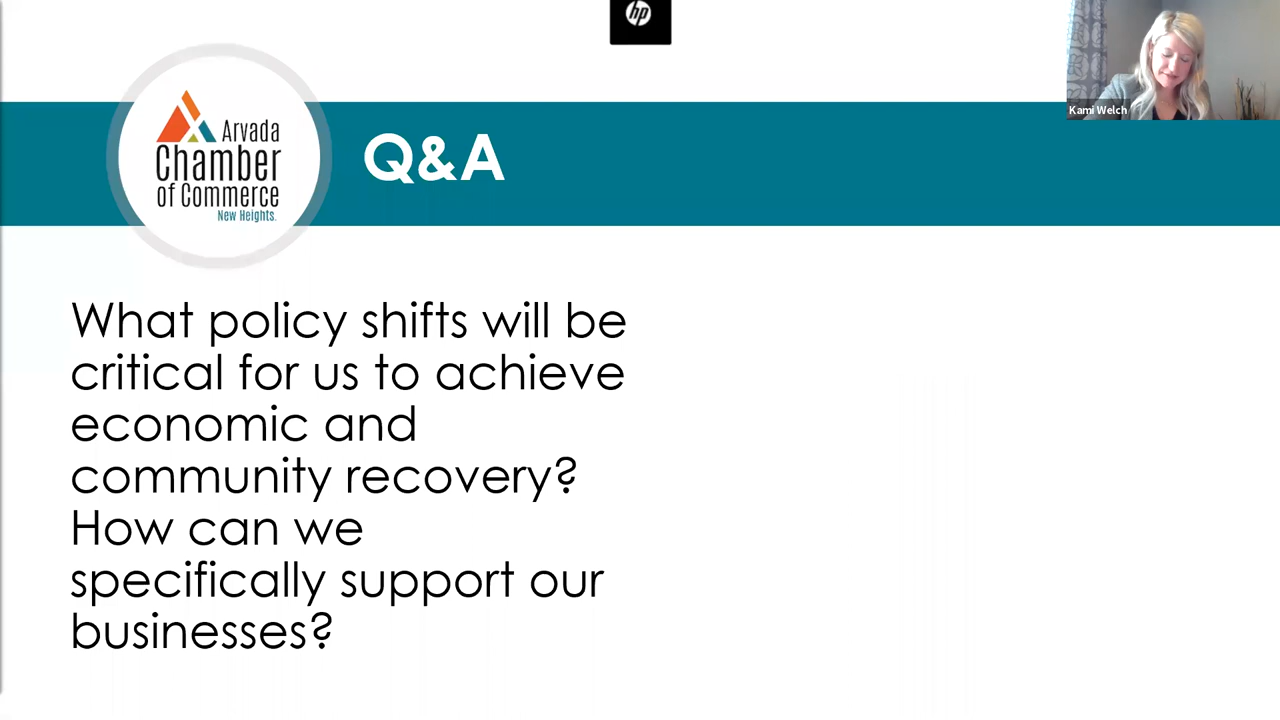 hp
Kami Welch
Arvada
Chamber
of Commerce
New Heights.
Q&A
What policy shifts will be
critical for us to achieve
economic and
community recovery?
How can we
specifically support our
businesses?